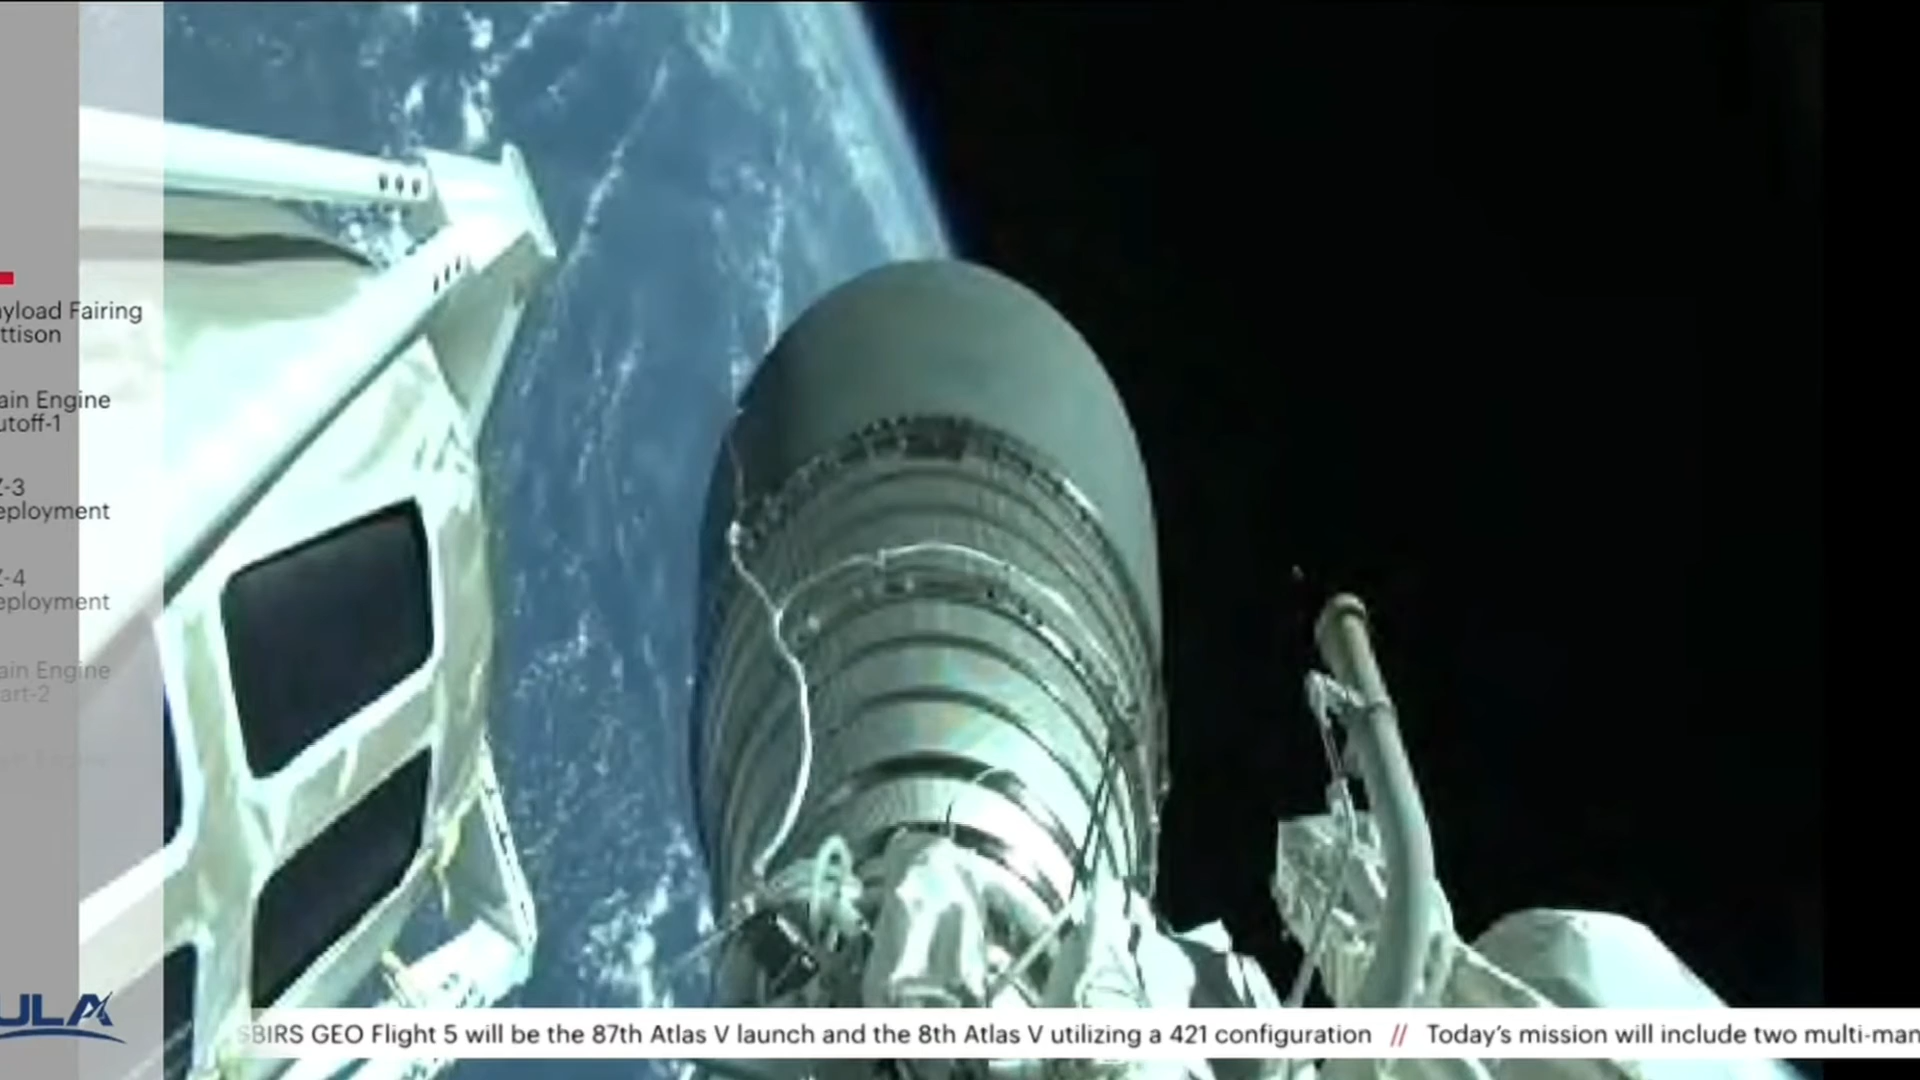 yload Fairing
ttison
ain Engine
utoff-1
Z-3
eployment
Z-4
eployment
ain Engine
art-2
ULA
SBIRS GEO Flight 5 will be the 87th Atlas V launch and the 8th Atlas V utilizing a 421 configuration // Today's mission will include two multi-man